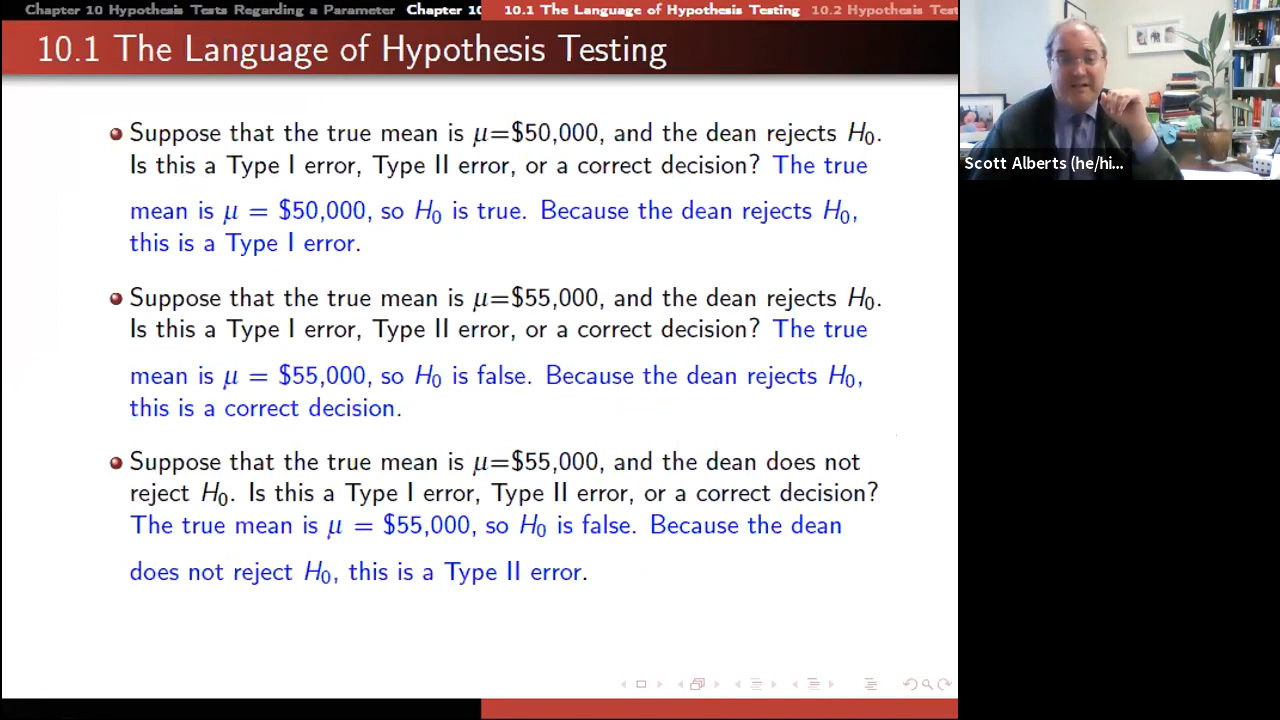 Chapter 10 Hypothesis Tests Regarding a Parameter Chapter 10 10.1 The Language of Hypothesis Testing 10.2 Hypothesis Test
10.1 The Language of Hypothesis Testing
Suppose that the true mean is μ=$50,000, and the dean rejects H₀.
Is this a Type I error, Type II error, or a correct decision? The true
mean is μ = $50,000, so H₀ is true. Because the dean rejects H₀,
this is a Type I error.
Suppose that the true mean is μ=$55,000, and the dean rejects H₀.
Is this a Type I error, Type II error, or a correct decision? The true
mean is μ = $55,000, so H₀ is false. Because the dean rejects H₀,
this is a correct decision.
Suppose that the true mean is μ=$55,000, and the dean does not
reject H₀. Is this a Type I error, Type II error, or a correct decision?
The true mean is μ = $55,000, so H₀ is false. Because the dean
does not reject H₀, this is a Type II error.
Scott Alberts (he/hi...